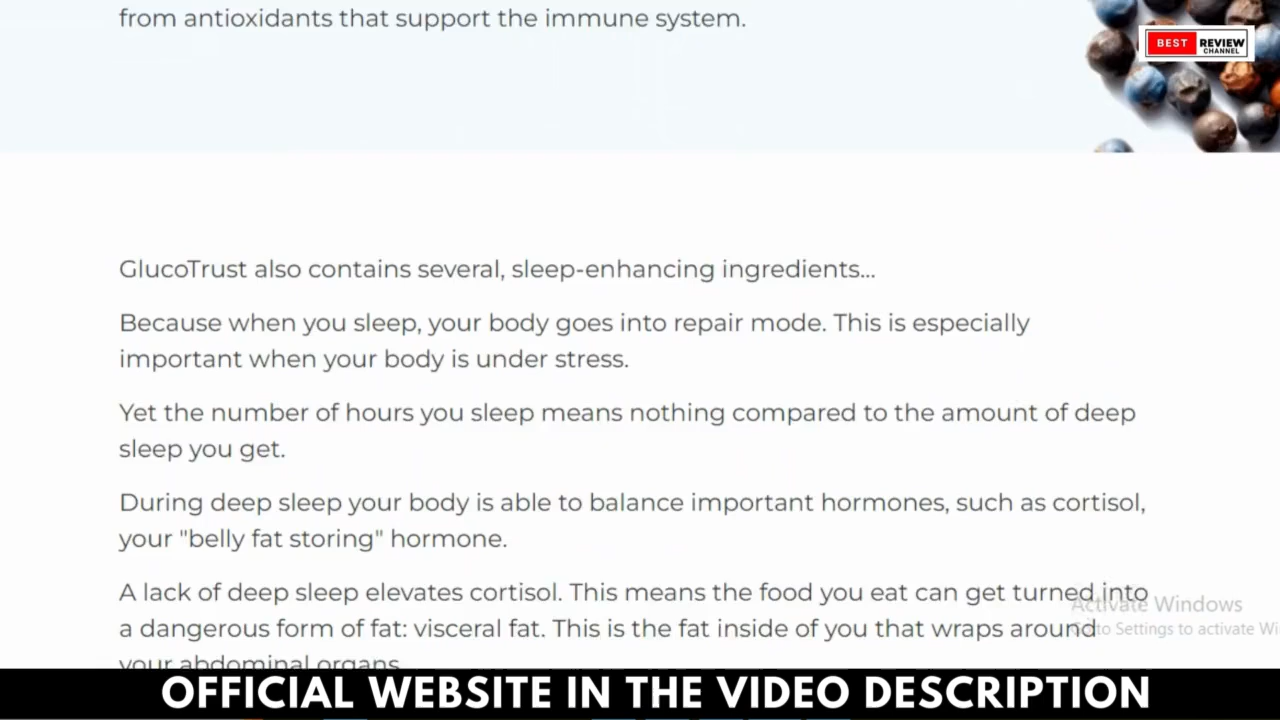 from antioxidants that support the immune system.
BEST REVIEW
CHANNEL
GlucoTrust also contains several, sleep-enhancing ingredients...
Because when you sleep, your body goes into repair mode. This is especially
important when your body is under stress.
Yet the number of hours you sleep means nothing compared to the amount of deep
sleep you get.
During deep sleep your body is able to balance important hormones, such as cortisol,
your "belly fat storing" hormone.
A lack of deep sleep elevates cortisol. This means the food you eat can get turned into
Activate Windows
a dangerous form of fat: visceral fat. This is the fat inside of you that wraps around
Go to Settings to activate Wi
your abdominal organs
OFFICIAL WEBSITE IN THE VIDEO DESCRIPTION